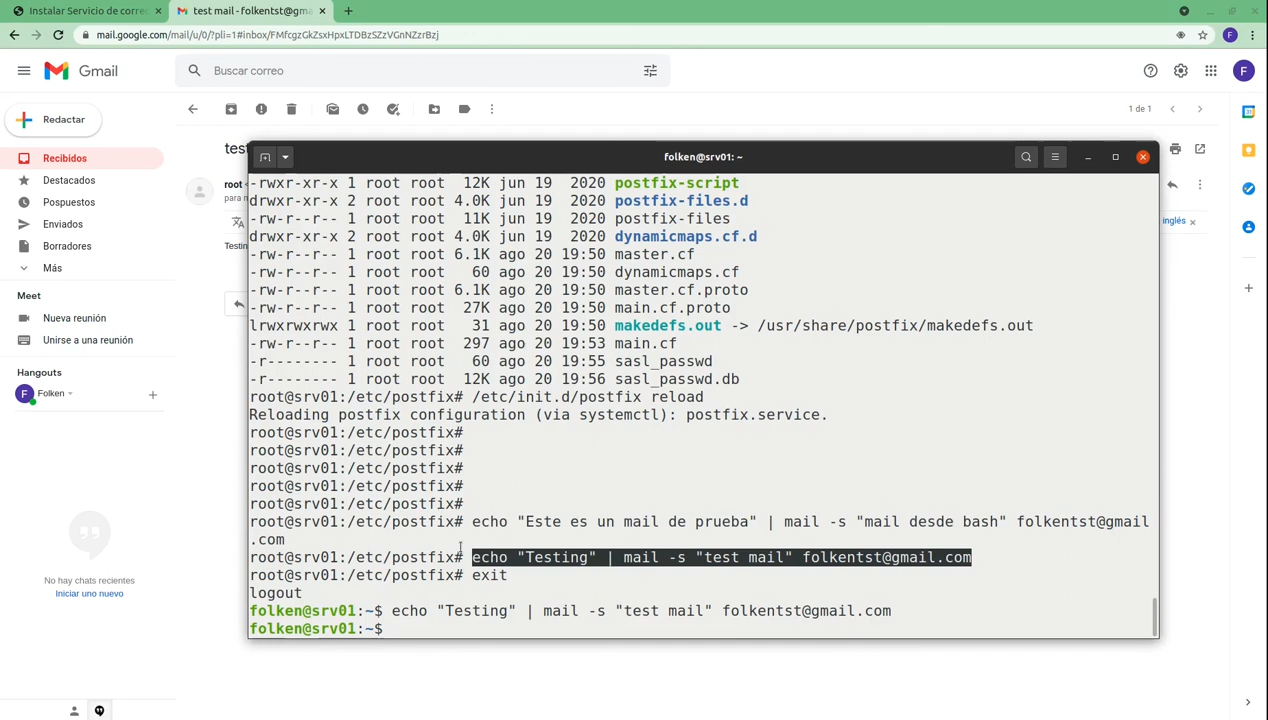 Instalar Servicio de corre
test mail - folkentst@gma
mail.google.com/mail/u/0/?pli=1#inbox/FMfcgzGkZsxHpxLTDBzSZzVGnNZzrBzj
F
Gmail
Buscar correo
F
Redactar
1 de 1
Recibidos
Destacados
Pospuestos
Enviados
Borradores
Más
Meet
Nueva reunión
Unirse a una reunión
Hangouts
F
Folken
No hay chats recientes
Iniciar uno nuevo
test
root <
para m
Testin
inglés
31
folken@srv01: ~
-rwxr-xr-x 1 root root  12K jun 19  2020 postfix-script
drwxr-xr-x 2 root root 4.0K jun 19  2020 postfix-files.d
-rw-r--r-- 1 root root  11K jun 19  2020 postfix-files
drwxr-xr-x 2 root root 4.0K jun 19  2020 dynamicmaps.cf.d
-rw-r--r-- 1 root root 6.1K ago 20 19:50 master.cf
-rw-r--r-- 1 root root   60 ago 20 19:50 dynamicmaps.cf
-rw-r--r-- 1 root root 6.1K ago 20 19:50 master.cf.proto
-rw-r--r-- 1 root root  27K ago 20 19:50 main.cf.proto
lrwxrwxrwx 1 root root   31 ago 20 19:50 makedefs.out -> /usr/share/postfix/makedefs.out
-rw-r--r-- 1 root root  297 ago 20 19:53 main.cf
-r-------- 1 root root   60 ago 20 19:55 sasl_passwd
-r-------- 1 root root  12K ago 20 19:56 sasl_passwd.db
root@srv01:/etc/postfix# /etc/init.d/postfix reload
Reloading postfix configuration (via systemctl): postfix.service.
root@srv01:/etc/postfix#
root@srv01:/etc/postfix#
root@srv01:/etc/postfix#
root@srv01:/etc/postfix#
root@srv01:/etc/postfix#
root@srv01:/etc/postfix# echo "Este es un mail de prueba" | mail -s "mail desde bash" folkentst@gmail
.com
root@srv01:/etc/postfix# echo "Testing" | mail -s "test mail" folkentst@gmail.com
root@srv01:/etc/postfix# exit
logout
folken@srv01:~$ echo "Testing" | mail -s "test mail" folkentst@gmail.com
folken@srv01:~$